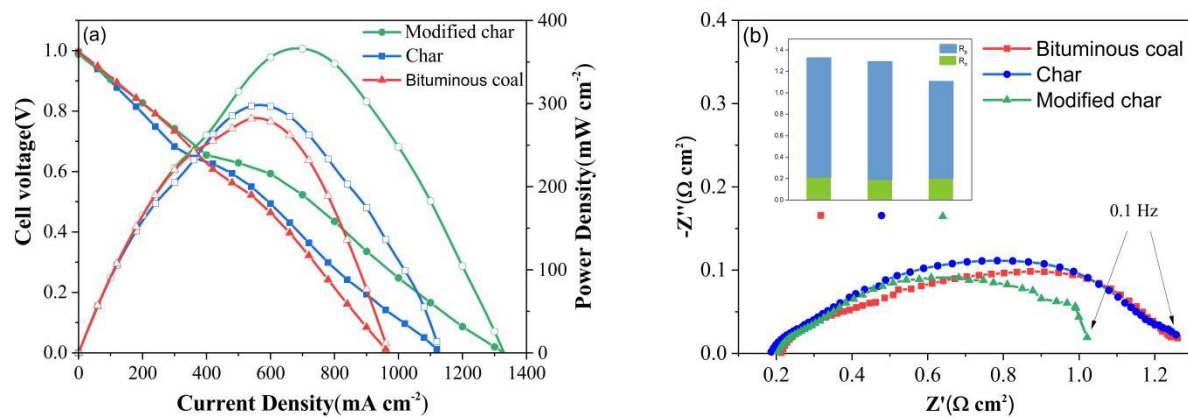 (a)
Modified char
Char
Bituminous coal
Cell voltage(V)
1.0
0.8
0.6
0.4
0.2
0.0
Power Density(mW cm⁻²)
400
300
200
100
0
0 200 400 600 800 1000 1200 1400
Current Density(mA cm⁻²)
(b)
Bituminous coal
Char
Modified char
-Z''(Ω cm²)
-0.4
0.3
0.2
0.1
0.0
1.4
1.2
1.0
0.8
0.6
0.4
0.2
0.0
Rₚ
Rₒ
0.1 Hz
0.2 0.4 0.6 0.8 1.0 1.2
Z'(Ω cm²)